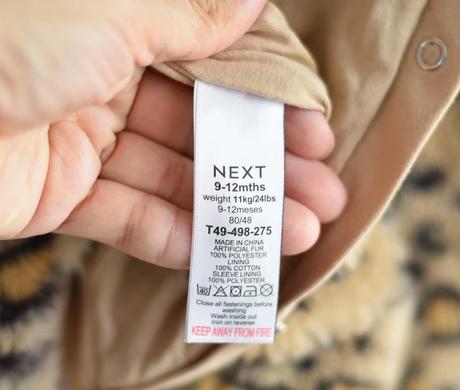 NEXT
9-12mths
weight 11kg/24lbs
9-12meses
80/48
T49-498-275
MADE IN CHINA
ARTIFICIAL FUR
100% POLYESTER
LINING
100% COTTON
SLEEVE LINING
100% POLYESTER
40
Close all fastenings before
washing
Wash inside out
Iron on reverse
KEEP AWAY FROM FIRE